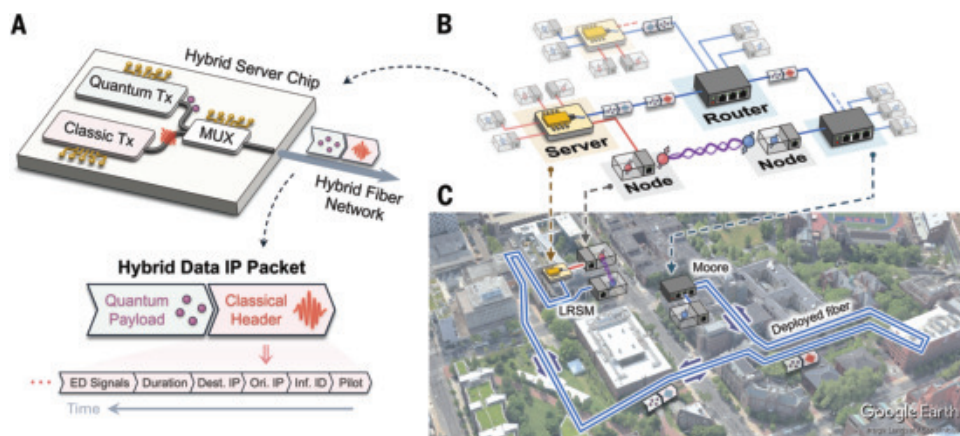 A
Hybrid Server Chip
Quantum Tx
Classic Tx
MUX
Hybrid Fiber
Network
Hybrid Data IP Packet
Quantum
Payload
Classical
Header
ED Signals
Duration
Dest. IP
Ori. IP
Inf. ID
Pilot
Time
B
Router
Server
Node
Node
C
Moore
LRSM
Deployed fiber
Google Earth